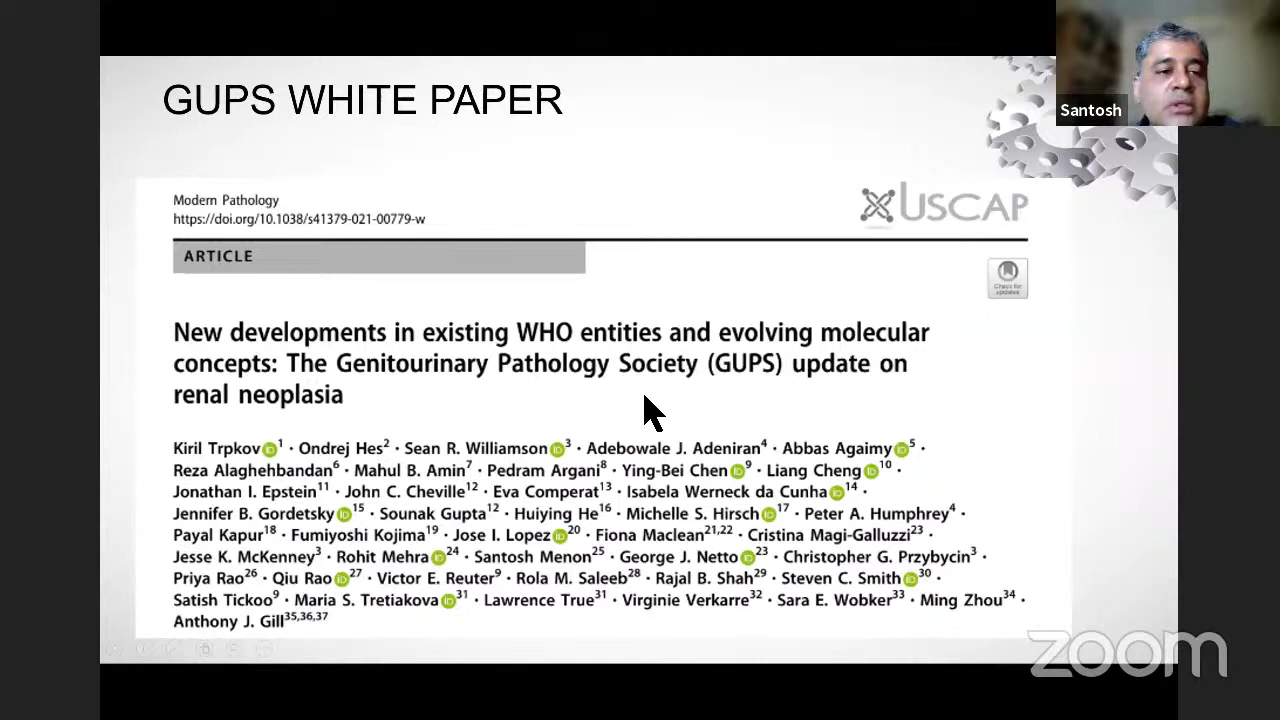 GUPS WHITE PAPER
Santosh
Modern Pathology
https://doi.org/10.1038/s41379-021-00779-w
USCAP
ARTICLE
Check for
updates
New developments in existing WHO entities and evolving molecular
concepts: The Genitourinary Pathology Society (GUPS) update on
renal neoplasia
Kiril Trpkov1 · Ondrej Hes2 · Sean R. Williamson3 · Adebowale J. Adeniran4 · Abbas Agaimy5 ·
Reza Alaghehbandan6 · Mahul B. Amin7 · Pedram Argani8 · Ying-Bei Chen9 · Liang Cheng10 ·
Jonathan I. Epstein11 · John C. Cheville12 · Eva Comperat13 · Isabela Werneck da Cunha14 ·
Jennifer B. Gordetsky15 · Sounak Gupta12 · Huiying He16 · Michelle S. Hirsch17 · Peter A. Humphrey4 ·
Payal Kapur18 · Fumiyoshi Kojima19 · Jose I. Lopez20 · Fiona Maclean21,22 · Cristina Magi-Galluzzi23 ·
Jesse K. McKenney3 · Rohit Mehra24 · Santosh Menon25 · George J. Netto23 · Christopher G. Przybycin3 ·
Priya Rao26 · Qiu Rao27 · Victor E. Reuter9 · Rola M. Saleeb28 · Rajal B. Shah29 · Steven C. Smith30 ·
Satish Tickoo9 · Maria S. Tretiakova31 · Lawrence True31 · Virginie Verkarre32 · Sara E. Wobker33 · Ming Zhou34 ·
Anthony J. Gill35,36,37
zoom